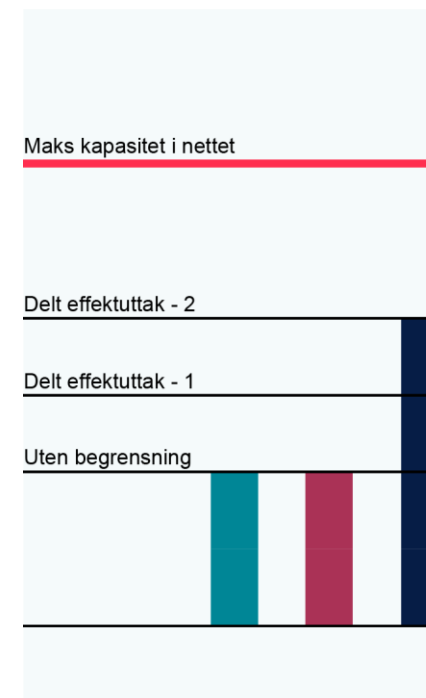 Maks kapasitet i nettet
Delt effektuttak - 2
Delt effektuttak - 1
Uten begrensning